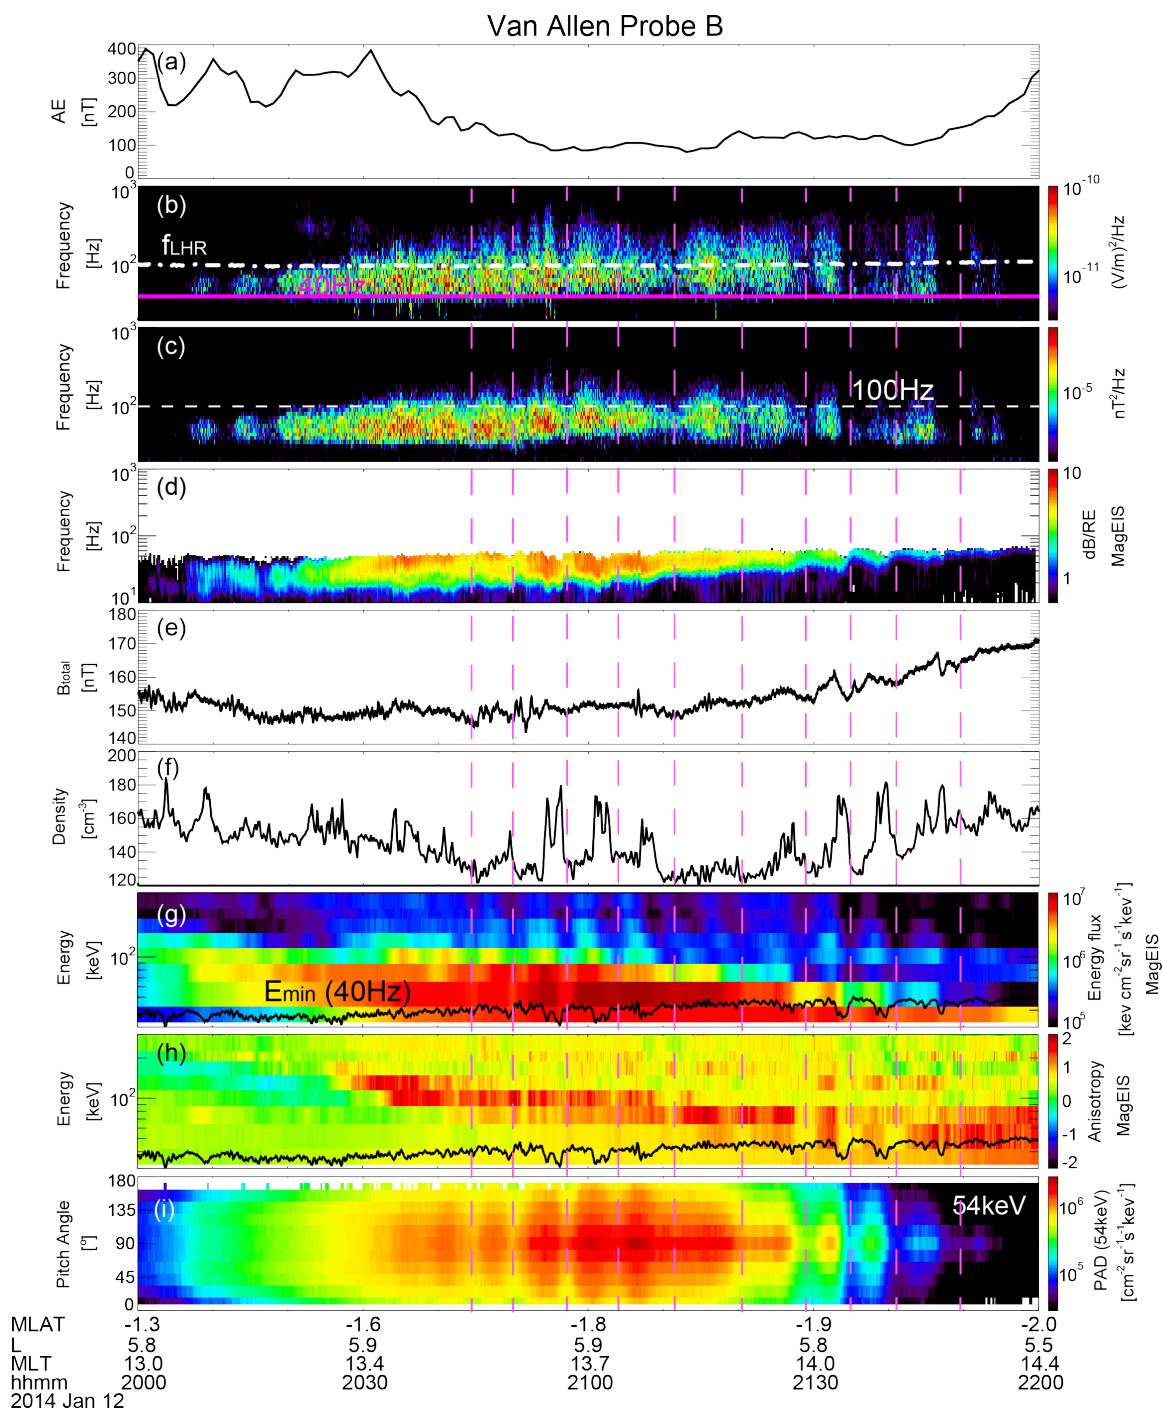 Van Allen Probe B
(a)
AE
[nT]
400
300
200
100
0
(b)
Frequency
[Hz]
10³
10²
fLHR
40Hz
10⁻¹⁰
10⁻¹¹
(V/m)²/Hz
(c)
Frequency
[Hz]
10³
10²
100Hz
10⁻⁵
nT²/Hz
(d)
Frequency
[Hz]
10³
10²
10¹
10
1
dB/RE
MagEIS
(e)
Btotal
[nT]
180
170
160
150
140
(f)
Density
[cm⁻³]
200
180
160
140
120
(g)
Energy
[keV]
10²
Emin (40Hz)
10⁷
10⁶
10⁵
Energy flux
[kev cm⁻²sr⁻¹ s⁻¹kev⁻¹]
MagEIS
(h)
Energy
[keV]
10²
2
1
0
-1
-2
Anisotropy
MagEIS
(i)
Pitch Angle
[°]
180
135
90
45
0
54keV
10⁶
10⁵
PAD (54keV)
[cm⁻²sr⁻¹s⁻¹kev⁻¹]
MLAT -1.3 -1.6 -1.8 -1.9 -2.0
L 5.8 5.9 5.9 5.8 5.5
MLT 13.0 13.4 13.7 14.0 14.4
hhmm 2000 2030 2100 2130 2200
2014 Jan 12